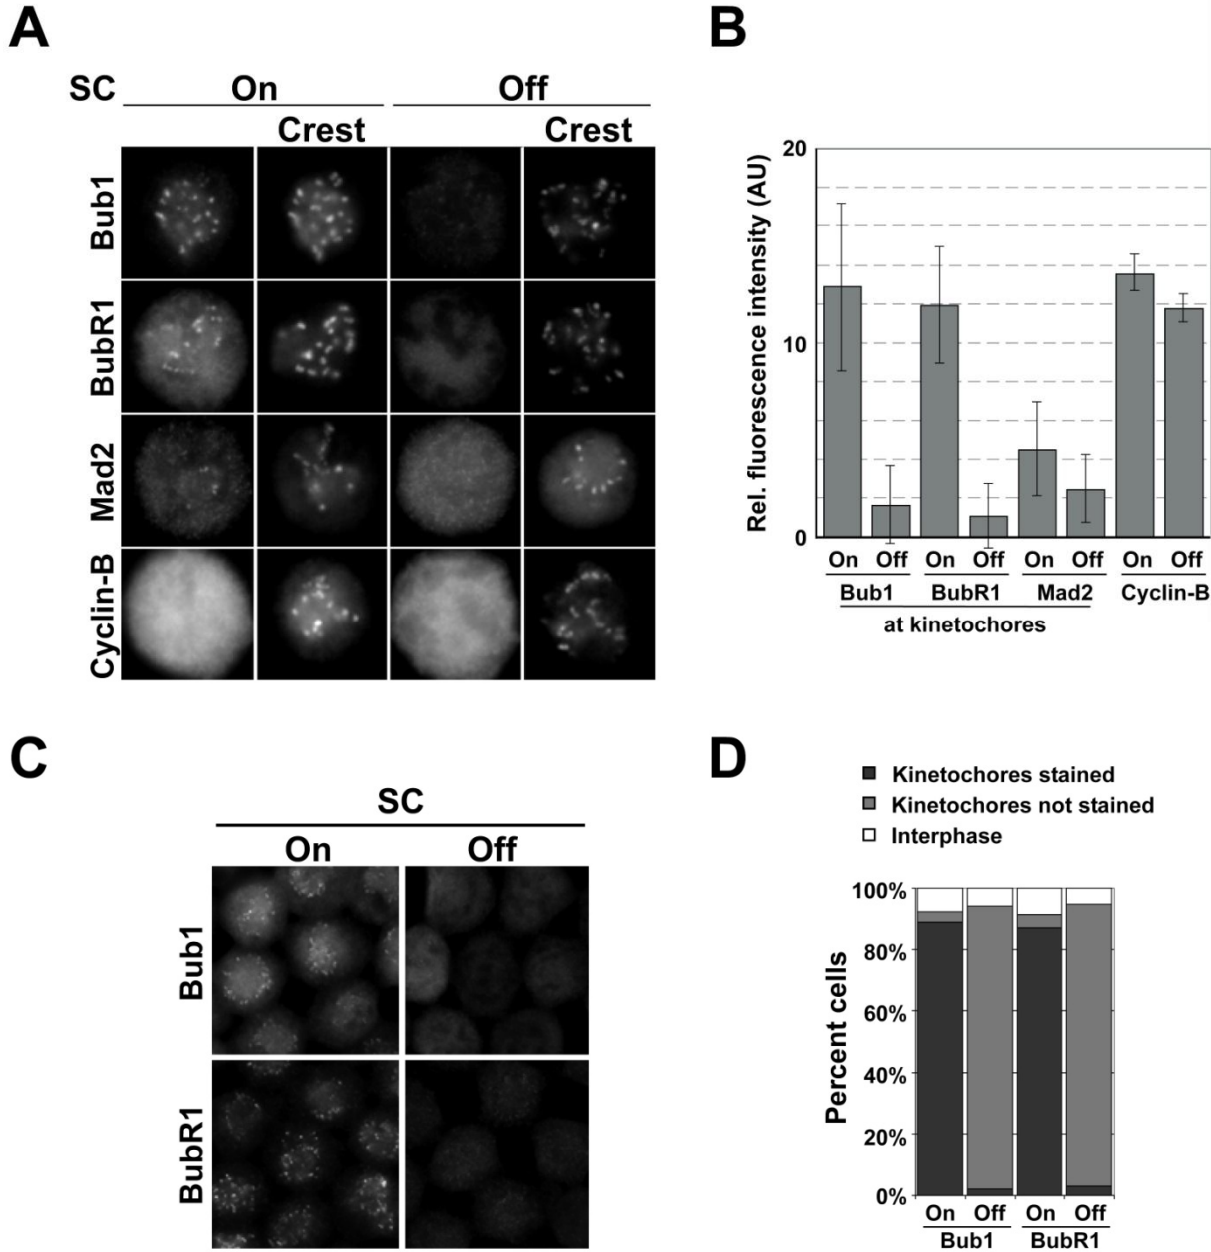 A
SC On Off
Crest Crest
Bub1
BubR1
Mad2
Cyclin-B
B
Rel. fluorescence intensity (AU)
20
10
0
On Off On Off On Off On Off
Bub1 BubR1 Mad2 Cyclin-B
at kinetochores
C
SC
On Off
Bub1
BubR1
D
Kinetochores stained
Kinetochores not stained
Interphase
Percent cells
100%
80%
60%
40%
20%
0%
On Off On Off
Bub1 BubR1